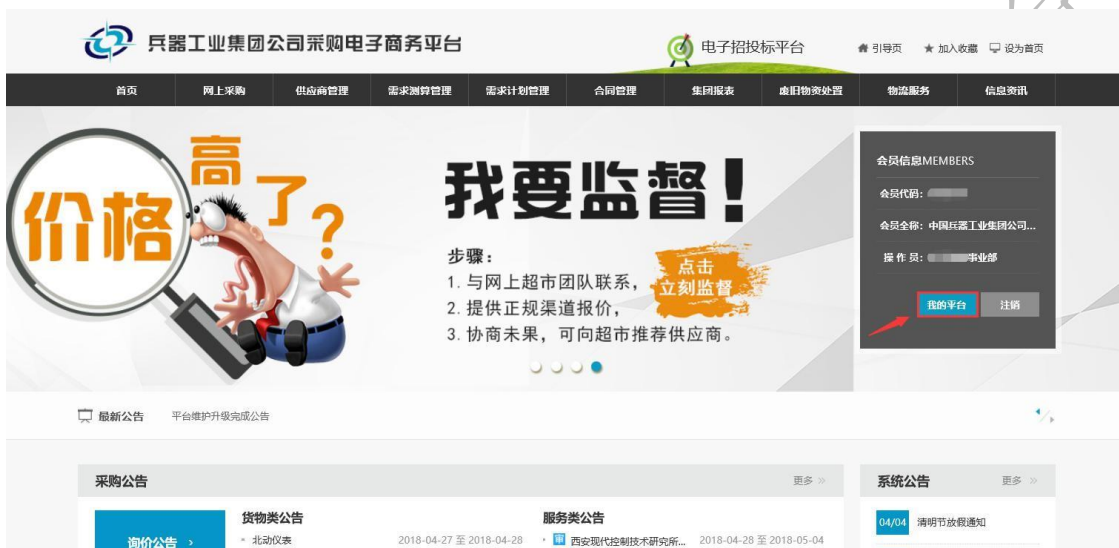 兵器工业集团公司采购电子商务平台
电子招投标平台
引导页 加入收藏 设为首页
首页 网上采购 供应商管理 需求测算管理 需求计划管理 合同管理 集团报表 废旧物资处置 物流服务 信息资讯
价格高了?
我要监督!
步骤:
1. 与网上超市团队联系,
2. 提供正规渠道报价,
3. 协商未果,可向超市推荐供应商。
点击
立刻监督
会员信息MEMBERS
会员代码:
会员全称:中国兵器工业集团公司...
操作员: 事业部
我的平台 注销
最新公告 平台维护升级完成公告
采购公告 更多 »
询价公告 ›
货物类公告
北动仪表 2018-04-27 至 2018-04-28
服务类公告
西安现代控制技术研究所... 2018-04-28 至 2018-05-04
系统公告 更多 »
04/04 清明节放假通知